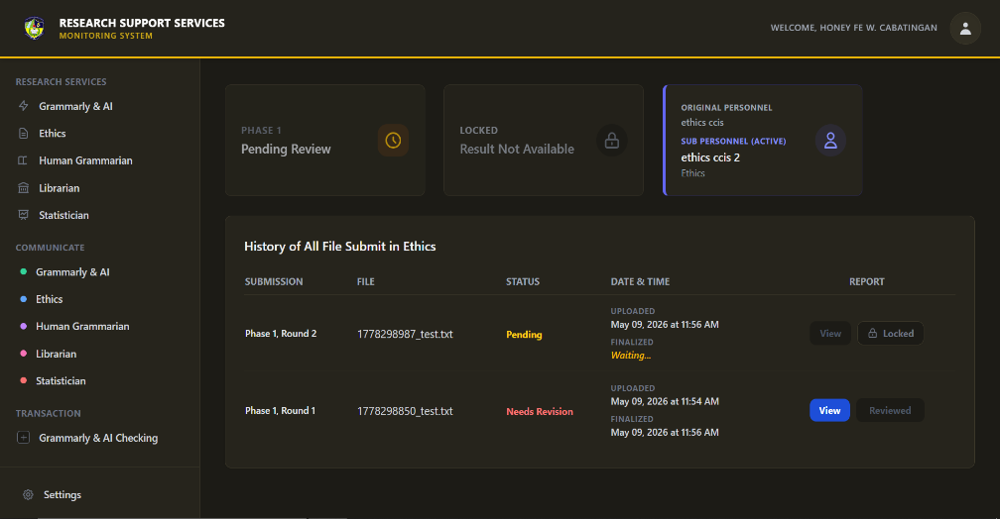 RESEARCH SUPPORT SERVICES
MONITORING SYSTEM
WELCOME, HONEY FE W. CABATINGAN
RESEARCH SERVICES
Grammarly & AI
Ethics
Human Grammarian
Librarian
Statistician
COMMUNICATE
Grammarly & AI
Ethics
Human Grammarian
Librarian
Statistician
TRANSACTION
Grammarly & AI Checking
Settings
PHASE 1
Pending Review
LOCKED
Result Not Available
ORIGINAL PERSONNEL
ethics ccis
SUB PERSONNEL (ACTIVE)
ethics ccis 2
Ethics
History of All File Submit in Ethics
SUBMISSION FILE STATUS DATE & TIME REPORT
UPLOADED
Phase 1, Round 2 1778298987_test.txt Pending May 09, 2026 at 11:56 AM View Locked
FINALIZED
Waiting...
UPLOADED
Phase 1, Round 1 1778298850_test.txt Needs Revision May 09, 2026 at 11:54 AM View Reviewed
FINALIZED
May 09, 2026 at 11:56 AM